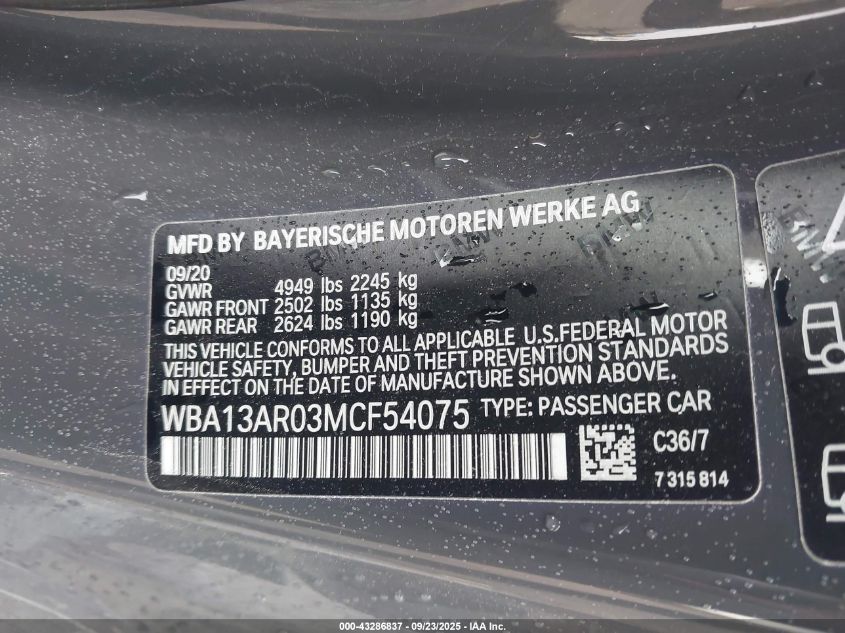 MFD BY BAYERISCHE MOTOREN WERKE AG
09/20
GVWR 4949 lbs 2245 kg
GAWR FRONT 2502 lbs 1135 kg
GAWR REAR 2624 lbs 1190 kg
THIS VEHICLE CONFORMS TO ALL APPLICABLE U.S.FEDERAL MOTOR
VEHICLE SAFETY, BUMPER AND THEFT PREVENTION STANDARDS
IN EFFECT ON THE DATE OF MANUFACTURE SHOWN ABOVE.
WBA13AR03MCF54075 TYPE: PASSENGER CAR
C36/7
7 315 814
000-43286837 - 09/23/2025 - IAA Inc.